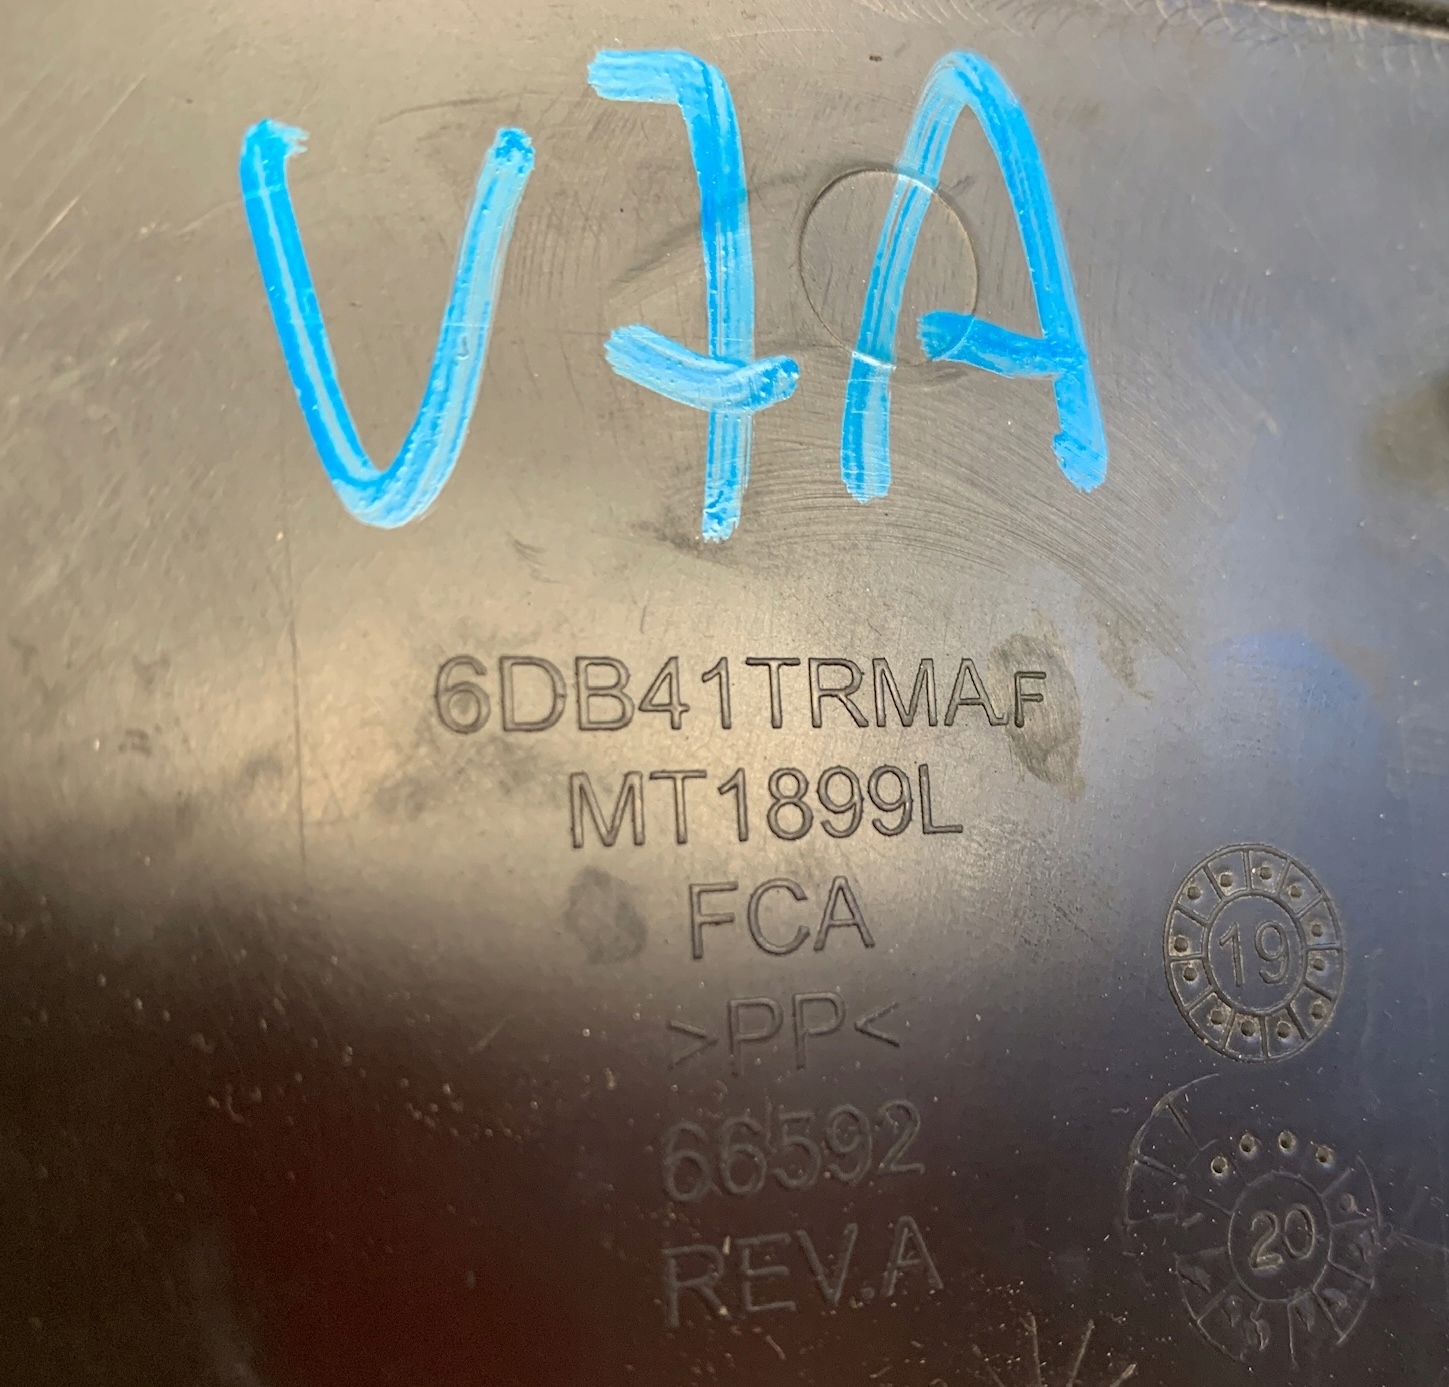 V7A
6DB41TRMAF
MT1899L
FCA
>PP<
66592
REV.A
19
20